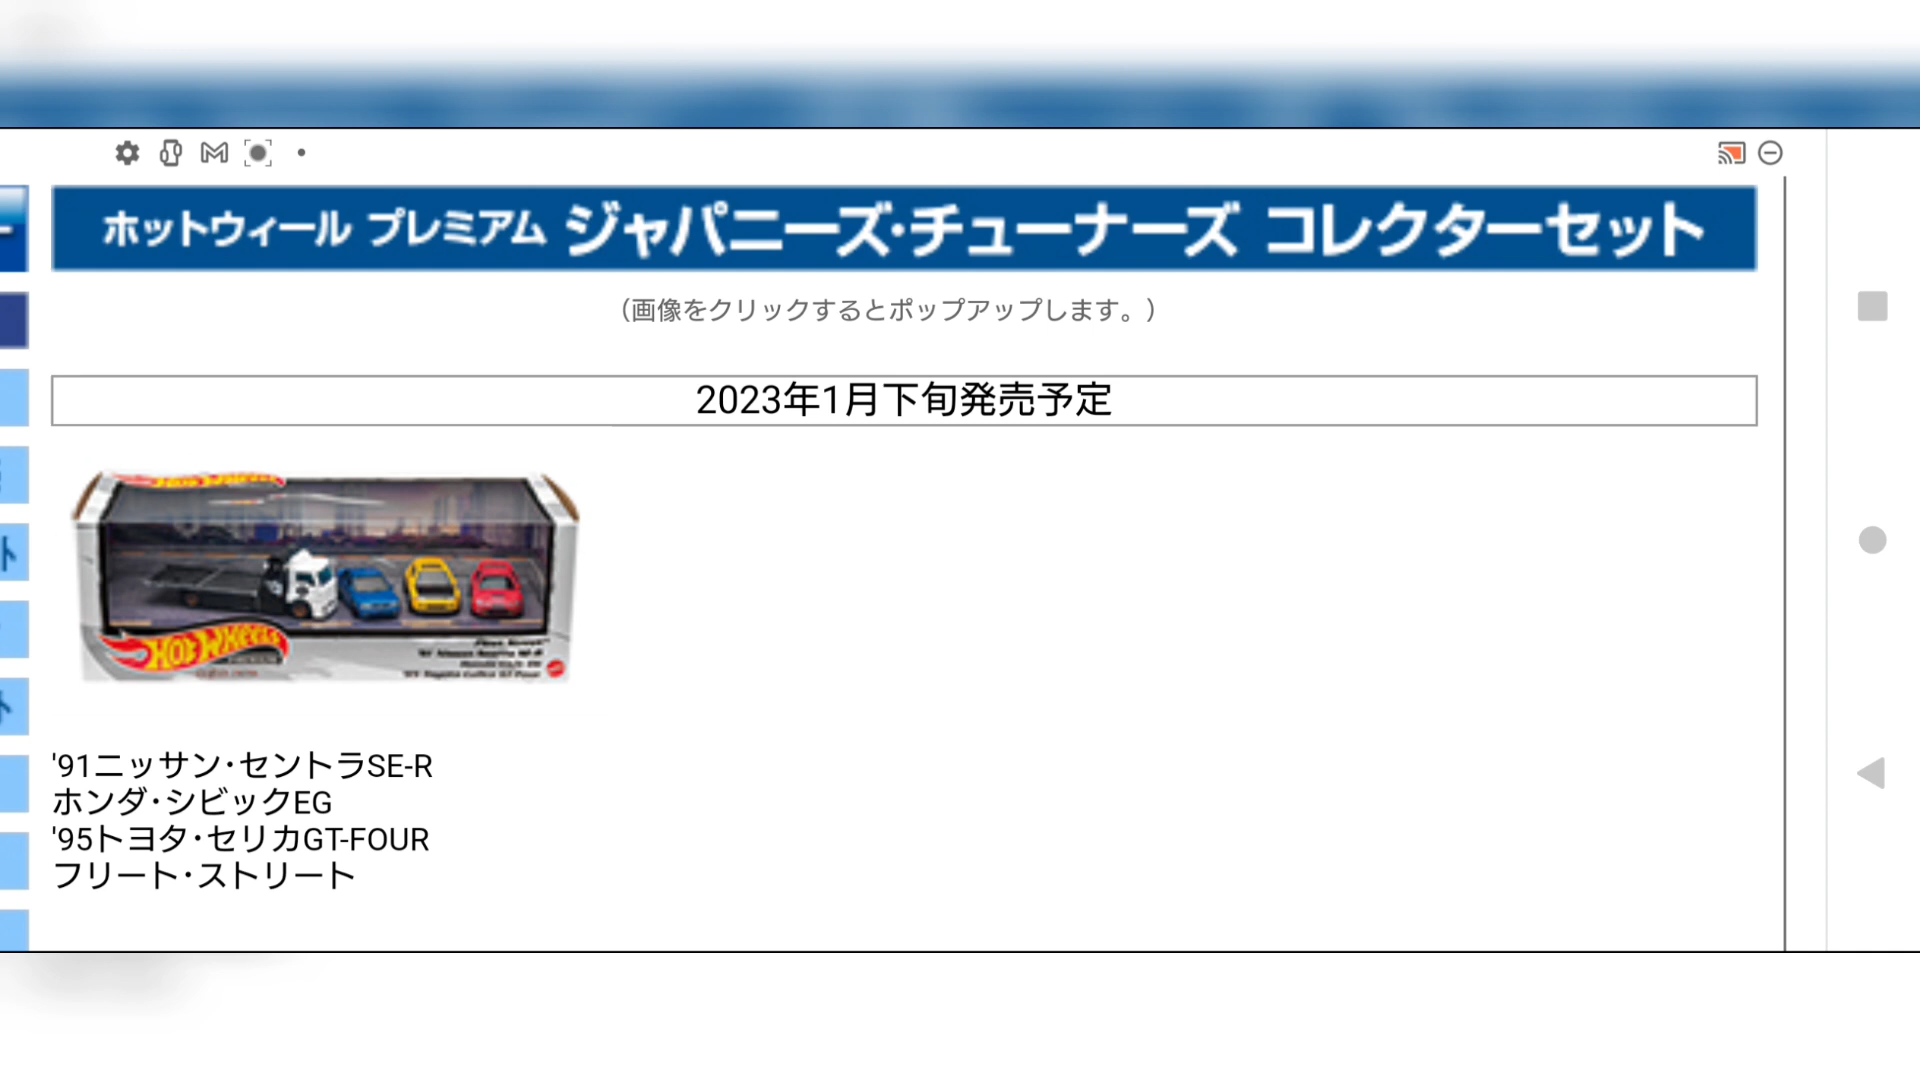 ホットウィール プレミアム ジャパニーズ・チューナーズ コレクターセット
（画像をクリックするとポップアップします。）
2023年1月下旬発売予定
HOT WHEELS
HOT WHEELS
'91ニッサン･セントラSE-R
ホンダ･シビックEG
'95トヨタ･セリカGT-FOUR
フリート･ストリート